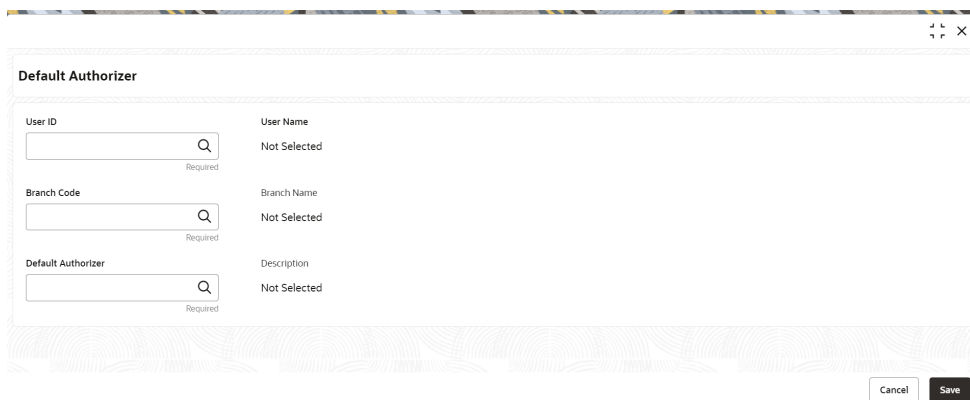 Default Authorizer
User ID
User Name
Not Selected
Required
Branch Code
Branch Name
Not Selected
Required
Default Authorizer
Description
Not Selected
Required
Cancel
Save